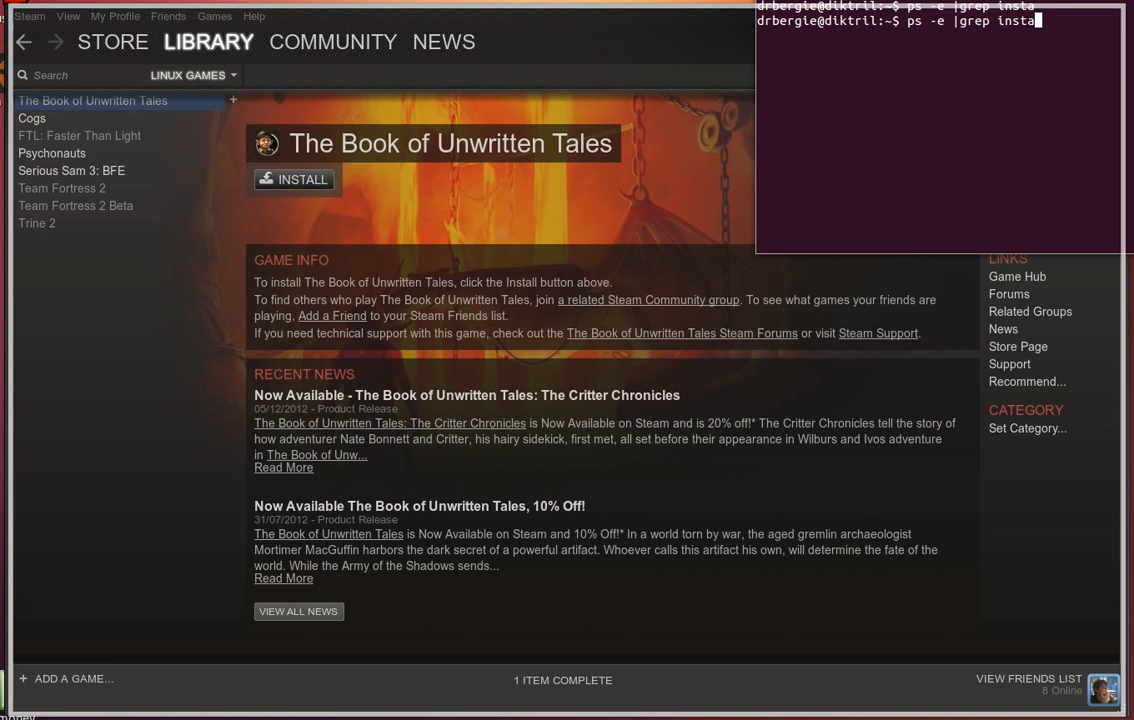 drbergie@diktril:~$ ps -e |grep insta
drbergie@diktril:~$ ps -e |grep insta
Steam View My Profile Friends Games Help
STORE LIBRARY COMMUNITY NEWS
Search LINUX GAMES
The Book of Unwritten Tales
Cogs
FTL: Faster Than Light
Psychonauts
Serious Sam 3: BFE
Team Fortress 2
Team Fortress 2 Beta
Trine 2
The Book of Unwritten Tales
INSTALL
GAME INFO
To install The Book of Unwritten Tales, click the Install button above.
To find others who play The Book of Unwritten Tales, join a related Steam Community group. To see what games your friends are
playing, Add a Friend to your Steam Friends list.
If you need technical support with this game, check out the The Book of Unwritten Tales Steam Forums or visit Steam Support.
RECENT NEWS
Now Available - The Book of Unwritten Tales: The Critter Chronicles
05/12/2012 - Product Release
The Book of Unwritten Tales: The Critter Chronicles is Now Available on Steam and is 20% off!* The Critter Chronicles tell the story of
how adventurer Nate Bonnett and Critter, his hairy sidekick, first met, all set before their appearance in Wilburs and Ivos adventure
in The Book of Unw...
Read More
Now Available The Book of Unwritten Tales, 10% Off!
31/07/2012 - Product Release
The Book of Unwritten Tales is Now Available on Steam and 10% Off!* In a world torn by war, the aged gremlin archaeologist
Mortimer MacGuffin harbors the dark secret of a powerful artifact. Whoever calls this artifact his own, will determine the fate of the
world. While the Army of the Shadows sends...
Read More
VIEW ALL NEWS
LINKS
Game Hub
Forums
Related Groups
News
Store Page
Support
Recommend...
CATEGORY
Set Category...
+ ADD A GAME...
1 ITEM COMPLETE
VIEW FRIENDS LIST
8 Online
money